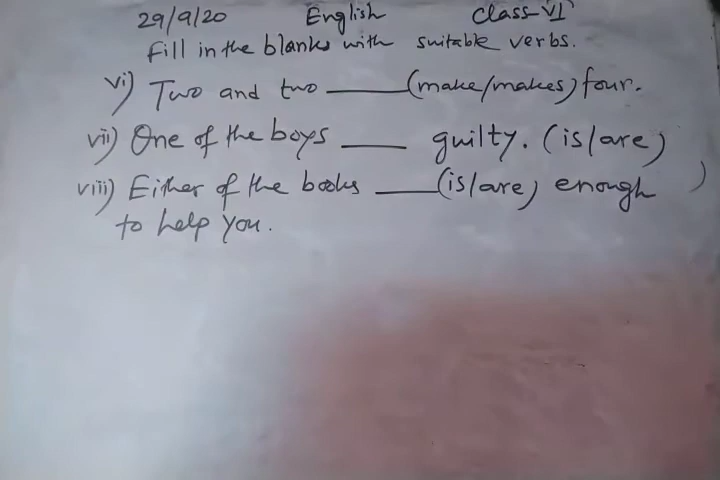 29/9/20 English Class-VI
Fill in the blanks with suitable verbs.
vi) Two and two ______ (make/makes) four.
vii) One of the boys ____ guilty. (is/are)
viii) Either of the books ____ (is/are) enough )
to help you.